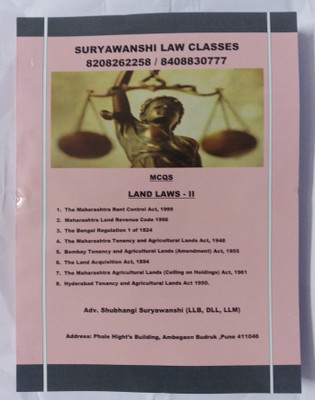 SURYAWANSHI LAW CLASSES
8208262258 / 8408830777
MCQS
LAND LAWS - II
1. The Maharashtra Rent Control Act, 1999
2. Maharashtra Land Revenue Code 1966
3. The Bengal Regulation 1 of 1824
4. The Maharashtra Tenancy and Agricultural Lands Act, 1948
5. Bombay Tenancy and Agricultural Lands (Amendment) Act, 1955
6. The Land Acquisition Act, 1894
7. The Maharashtra Agricultural Lands (Ceiling on Holdings) Act, 1961
8. Hyderabad Tenancy and Agricultural Lands Act 1950.
Adv. Shubhangi Suryawanshi (LLB, DLL, LLM)
Address: Phale Hight's Building, Ambegaon Budruk ,Pune 411046